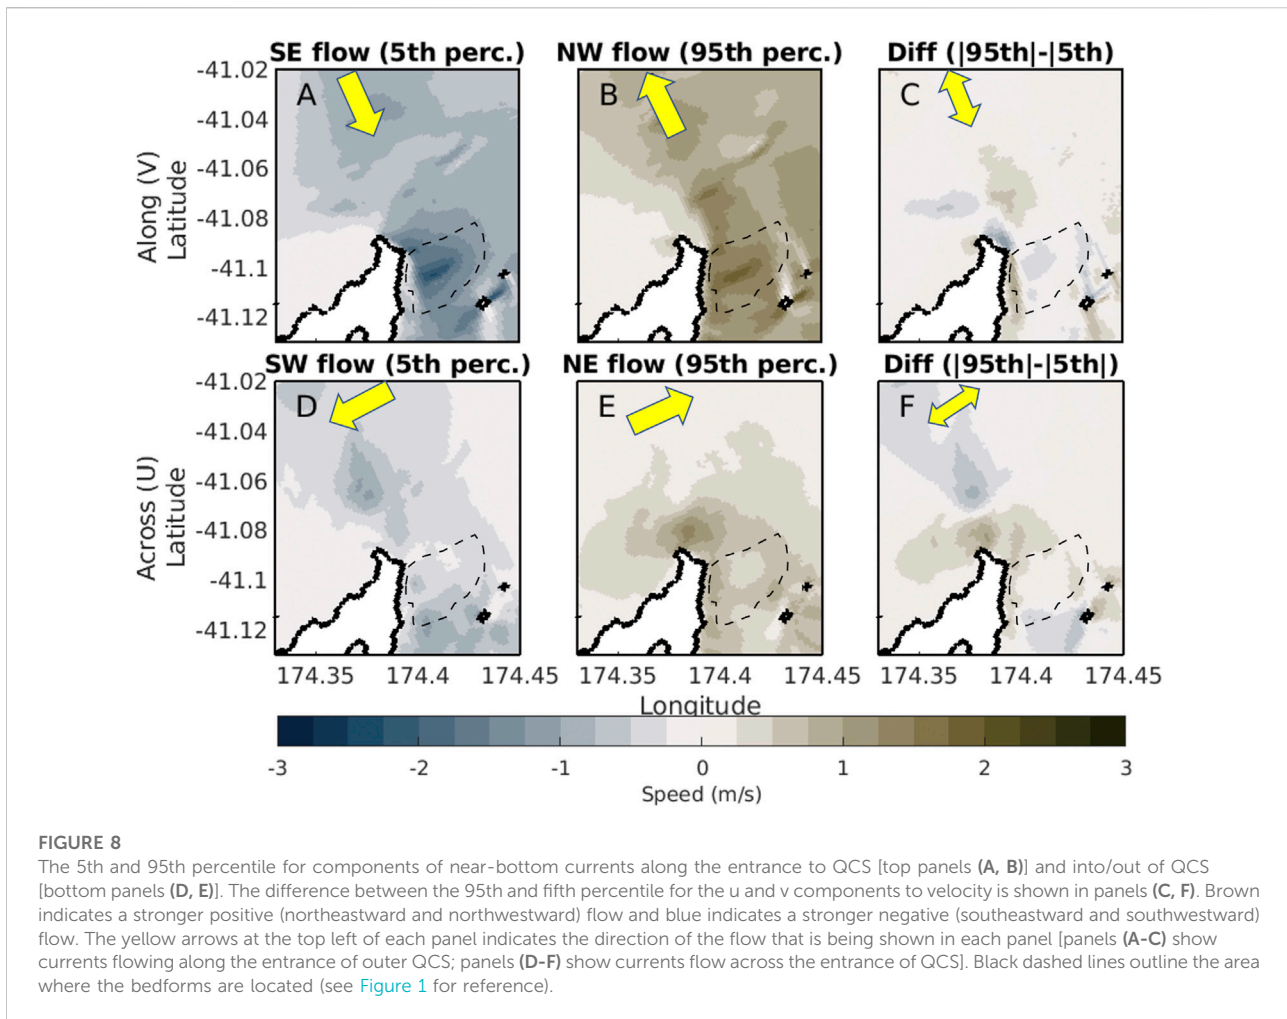 SE flow (5th perc.) NW flow (95th perc.) Diff (|95th|-|5th)
-41.02
A B C
-41.04
-41.06
-41.08
-41.1
-41.12
Along (V)
Latitude
SW flow (5th perc.) NE flow (95th perc.) Diff (|95th|-|5th|)
-41.02
D E F
-41.04
-41.06
-41.08
-41.1
-41.12
Across (U)
Latitude
174.35 174.4 174.45 174.35 174.4 174.45 174.35 174.4 174.45
Longitude
-3 -2 -1 0 1 2 3
Speed (m/s)
FIGURE 8
The 5th and 95th percentile for components of near-bottom currents along the entrance to QCS [top panels (A, B)] and into/out of QCS
[bottom panels (D, E)]. The difference between the 95th and fifth percentile for the u and v components to velocity is shown in panels (C, F). Brown
indicates a stronger positive (northeastward and northwestward) flow and blue indicates a stronger negative (southeastward and southwestward)
flow. The yellow arrows at the top left of each panel indicates the direction of the flow that is being shown in each panel [panels (A-C) show
currents flowing along the entrance of outer QCS; panels (D-F) show currents flow across the entrance of QCS]. Black dashed lines outline the area
where the bedforms are located (see Figure 1 for reference).